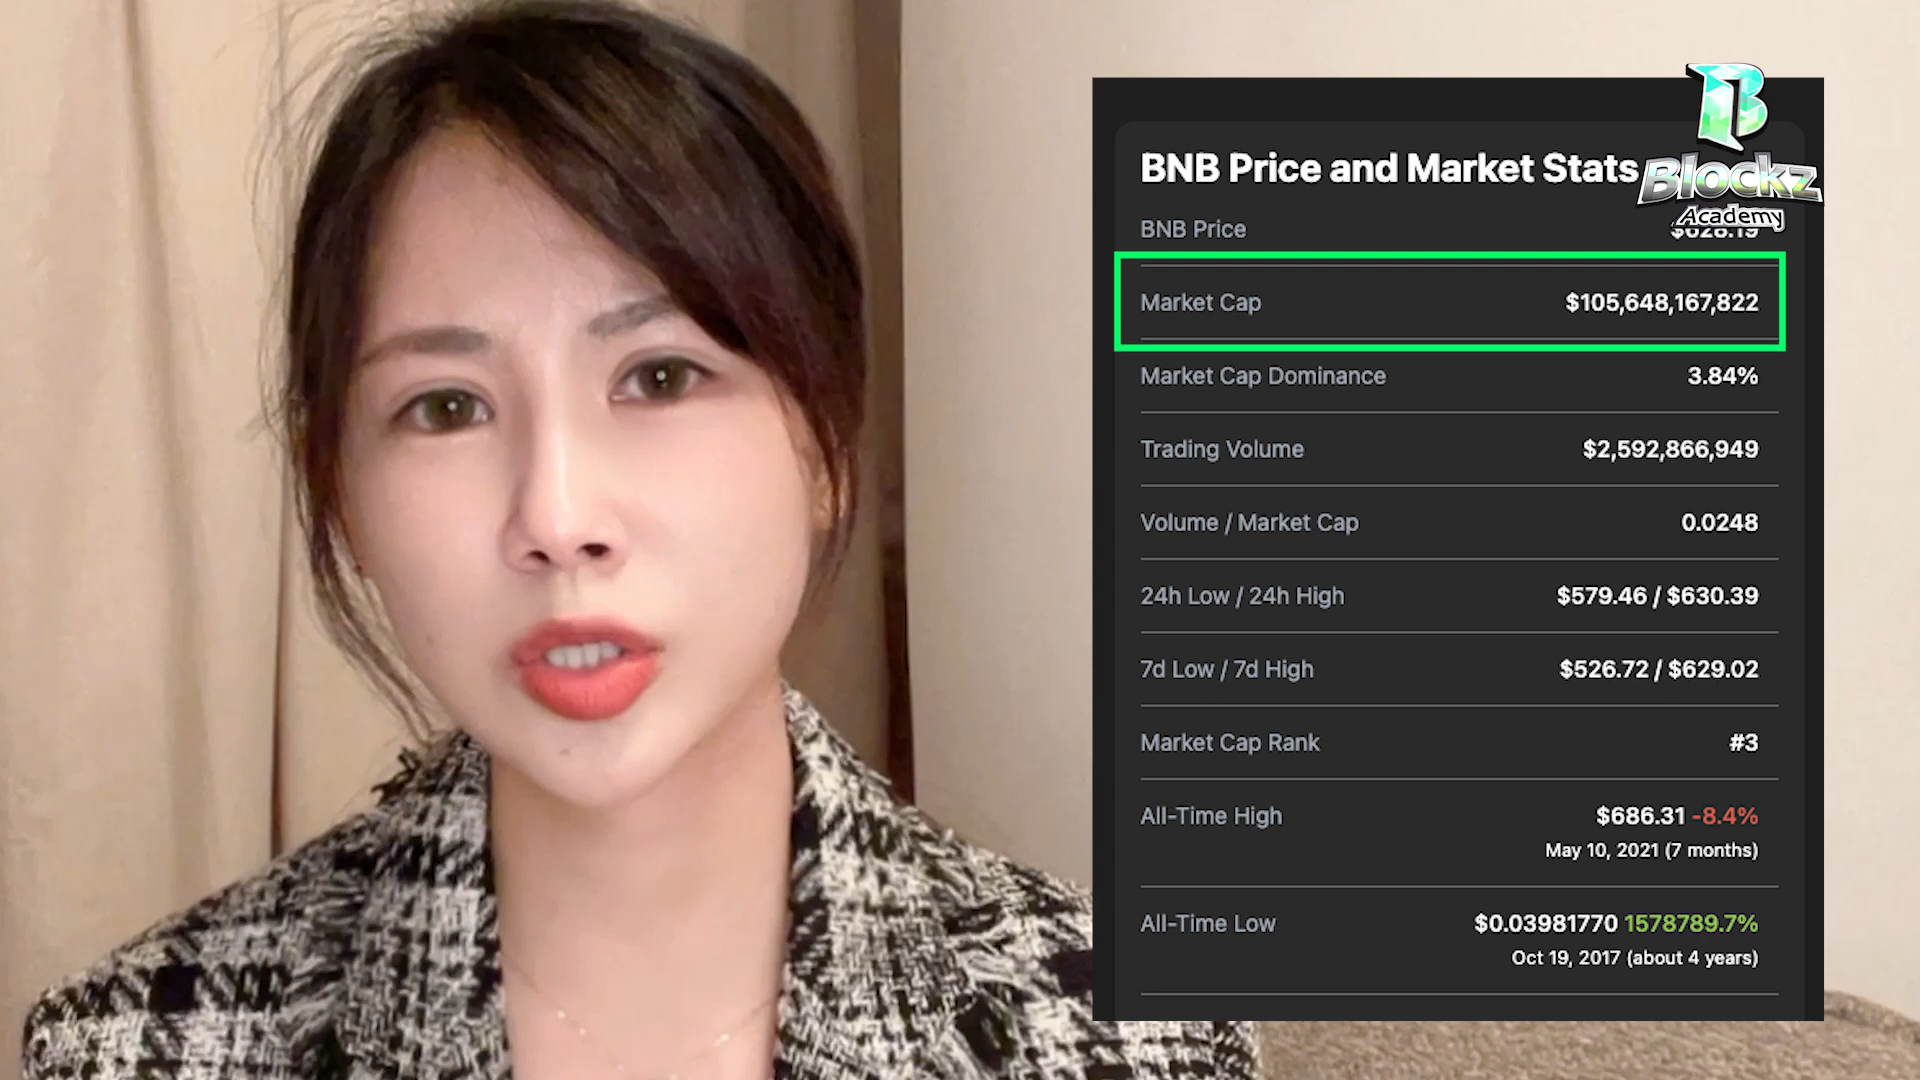 B
Blockz
Academy
BNB Price and Market Stats
BNB Price $628.19
Market Cap $105,648,167,822
Market Cap Dominance 3.84%
Trading Volume $2,592,866,949
Volume / Market Cap 0.0248
24h Low / 24h High $579.46 / $630.39
7d Low / 7d High $526.72 / $629.02
Market Cap Rank #3
All-Time High $686.31 -8.4%
May 10, 2021 (7 months)
All-Time Low $0.03981770 1578789.7%
Oct 19, 2017 (about 4 years)